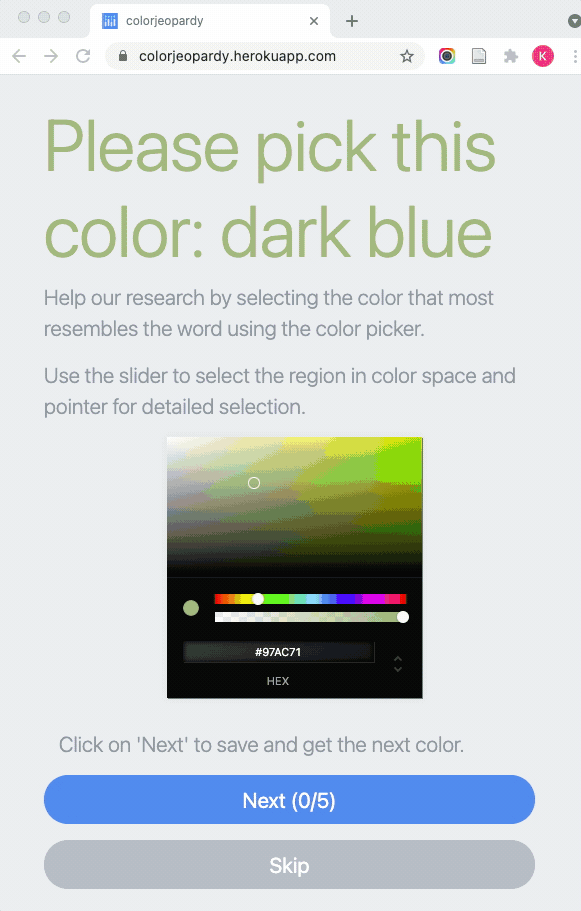 colorjeopardy
colorjeopardy.herokuapp.com
K
Please pick this
color: dark blue
Help our research by selecting the color that most
resembles the word using the color picker.
Use the slider to select the region in color space and
pointer for detailed selection.
#97AC71
HEX
Click on 'Next' to save and get the next color.
Next (0/5)
Skip